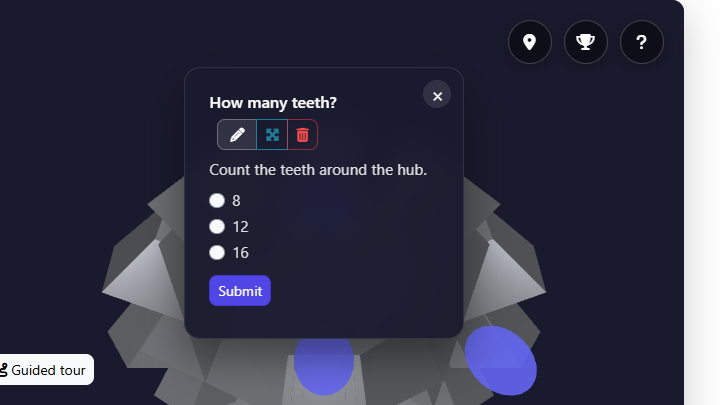 ?
How many teeth?
Count the teeth around the hub.
8
12
16
Submit
Guided tour